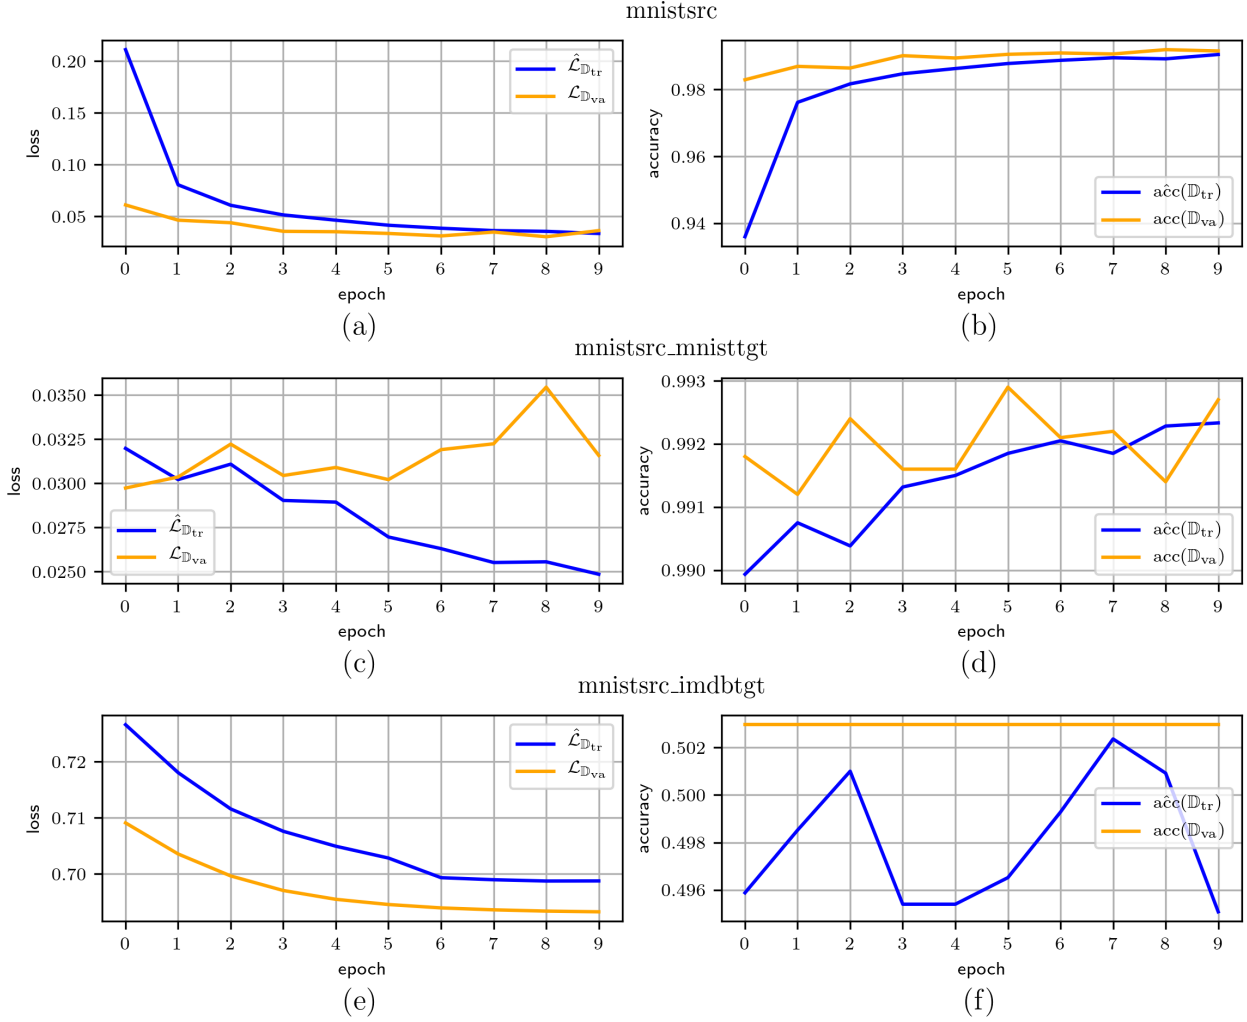 mnistsrc
0.20
0.15
0.10
0.05
loss
0 1 2 3 4 5 6 7 8 9
epoch
ℒ̂_𝔻tr
ℒ_𝔻va
(a)
0.98
0.96
0.94
accuracy
0 1 2 3 4 5 6 7 8 9
epoch
aĉc(𝔻tr)
acc(𝔻va)
(b)
mnistsrc_mnisttgt
0.0350
0.0325
0.0300
0.0275
0.0250
loss
0 1 2 3 4 5 6 7 8 9
epoch
ℒ̂_𝔻tr
ℒ_𝔻va
(c)
0.993
0.992
0.991
0.990
accuracy
0 1 2 3 4 5 6 7 8 9
epoch
aĉc(𝔻tr)
acc(𝔻va)
(d)
mnistsrc_imdbtgt
0.72
0.71
0.70
loss
0 1 2 3 4 5 6 7 8 9
epoch
ℒ̂_𝔻tr
ℒ_𝔻va
(e)
0.502
0.500
0.498
0.496
accuracy
0 1 2 3 4 5 6 7 8 9
epoch
aĉc(𝔻tr)
acc(𝔻va)
(f)